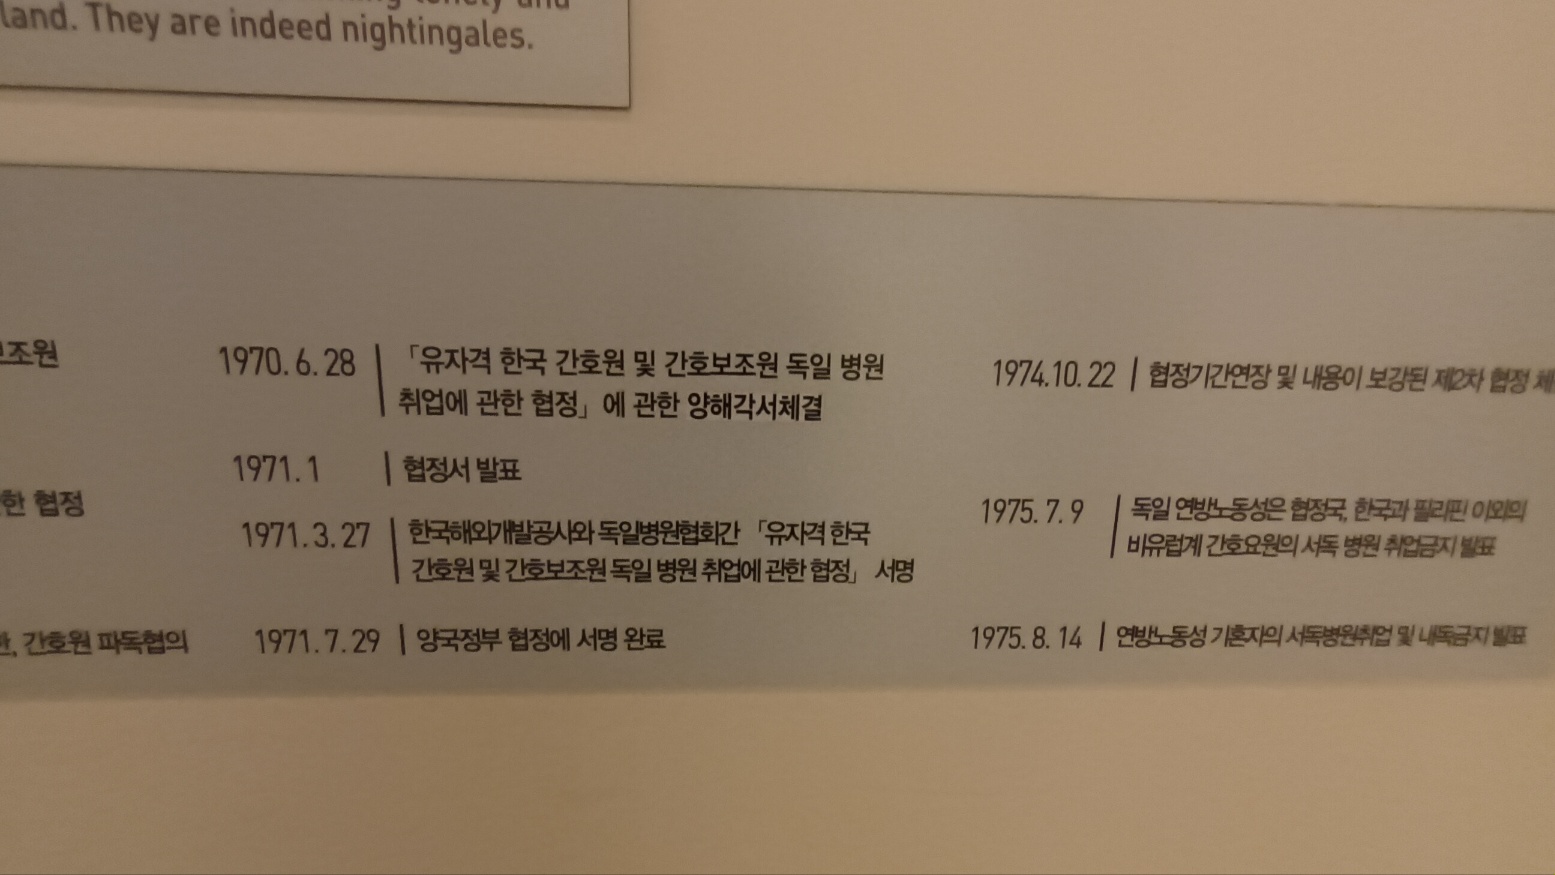 lonely and
land. They are indeed nightingales.
보조원
한 협정
간호원 파독협의
1970. 6. 28 「유자격 한국 간호원 및 간호보조원 독일 병원
취업에 관한 협정」에 관한 양해각서체결
1971. 1 협정서 발표
1971. 3. 27 한국해외개발공사와 독일병원협회간 「유자격 한국
간호원 및 간호보조원 독일 병원 취업에 관한 협정」 서명
1971. 7. 29 양국정부 협정에 서명 완료
1974.10. 22 협정기간연장 및 내용이 보강된 제2차 협정 체
1975. 7. 9 독일 연방노동성은 협정국, 한국과 필리핀 이외의
비유럽계 간호요원의 서독 병원 취업금지 발표
1975. 8. 14 연방노동성 기혼자의 서독병원취업 및 내독금지 발표